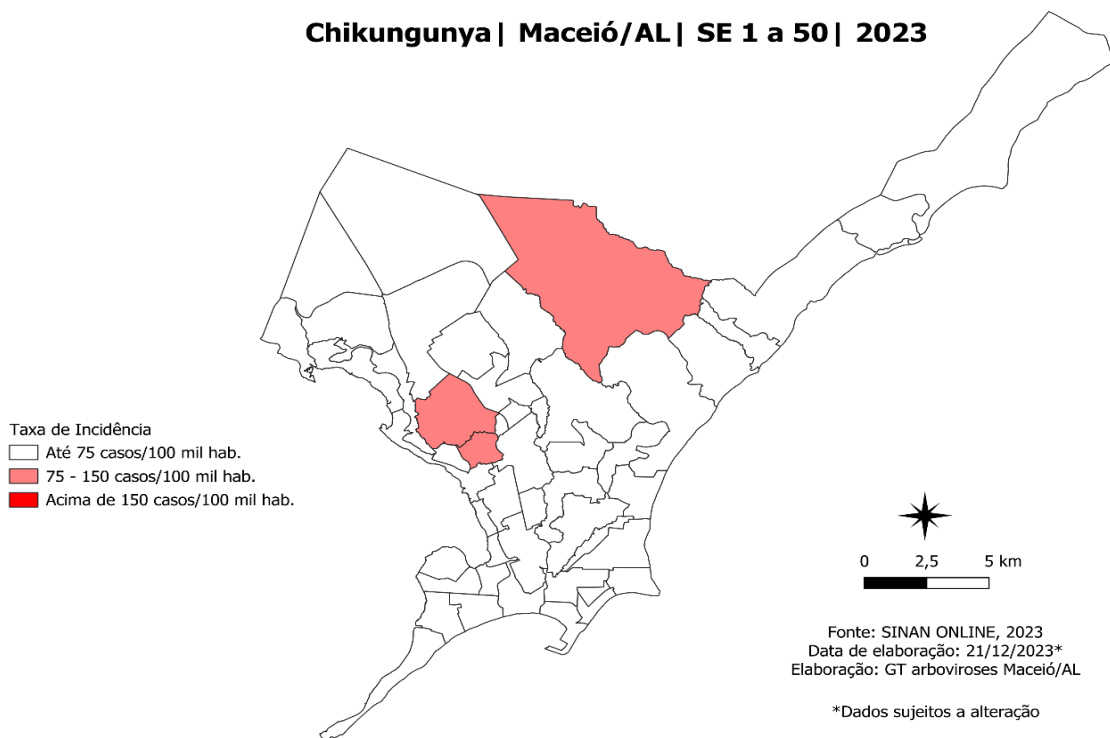 Chikungunya| Maceió/AL| SE 1 a 50| 2023
Taxa de Incidência
Até 75 casos/100 mil hab.
75 - 150 casos/100 mil hab.
Acima de 150 casos/100 mil hab.
0 2,5 5 km
Fonte: SINAN ONLINE, 2023
Data de elaboração: 21/12/2023*
Elaboração: GT arboviroses Maceió/AL
*Dados sujeitos a alteração